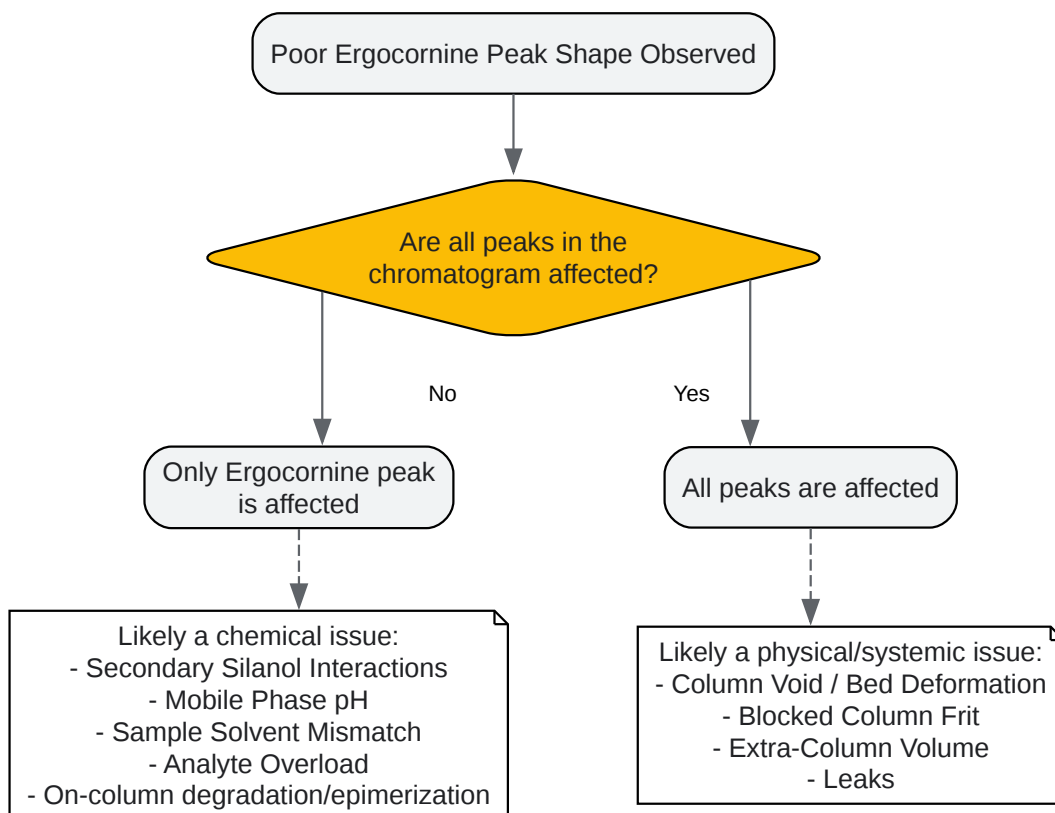 Poor Ergocornine Peak Shape Observed
Are all peaks in the
chromatogram affected?
No
Yes
Only Ergocornine peak
is affected
All peaks are affected
Likely a chemical issue:
- Secondary Silanol Interactions
- Mobile Phase pH
- Sample Solvent Mismatch
- Analyte Overload
- On-column degradation/epimerization
Likely a physical/systemic issue:
- Column Void / Bed Deformation
- Blocked Column Frit
- Extra-Column Volume
- Leaks